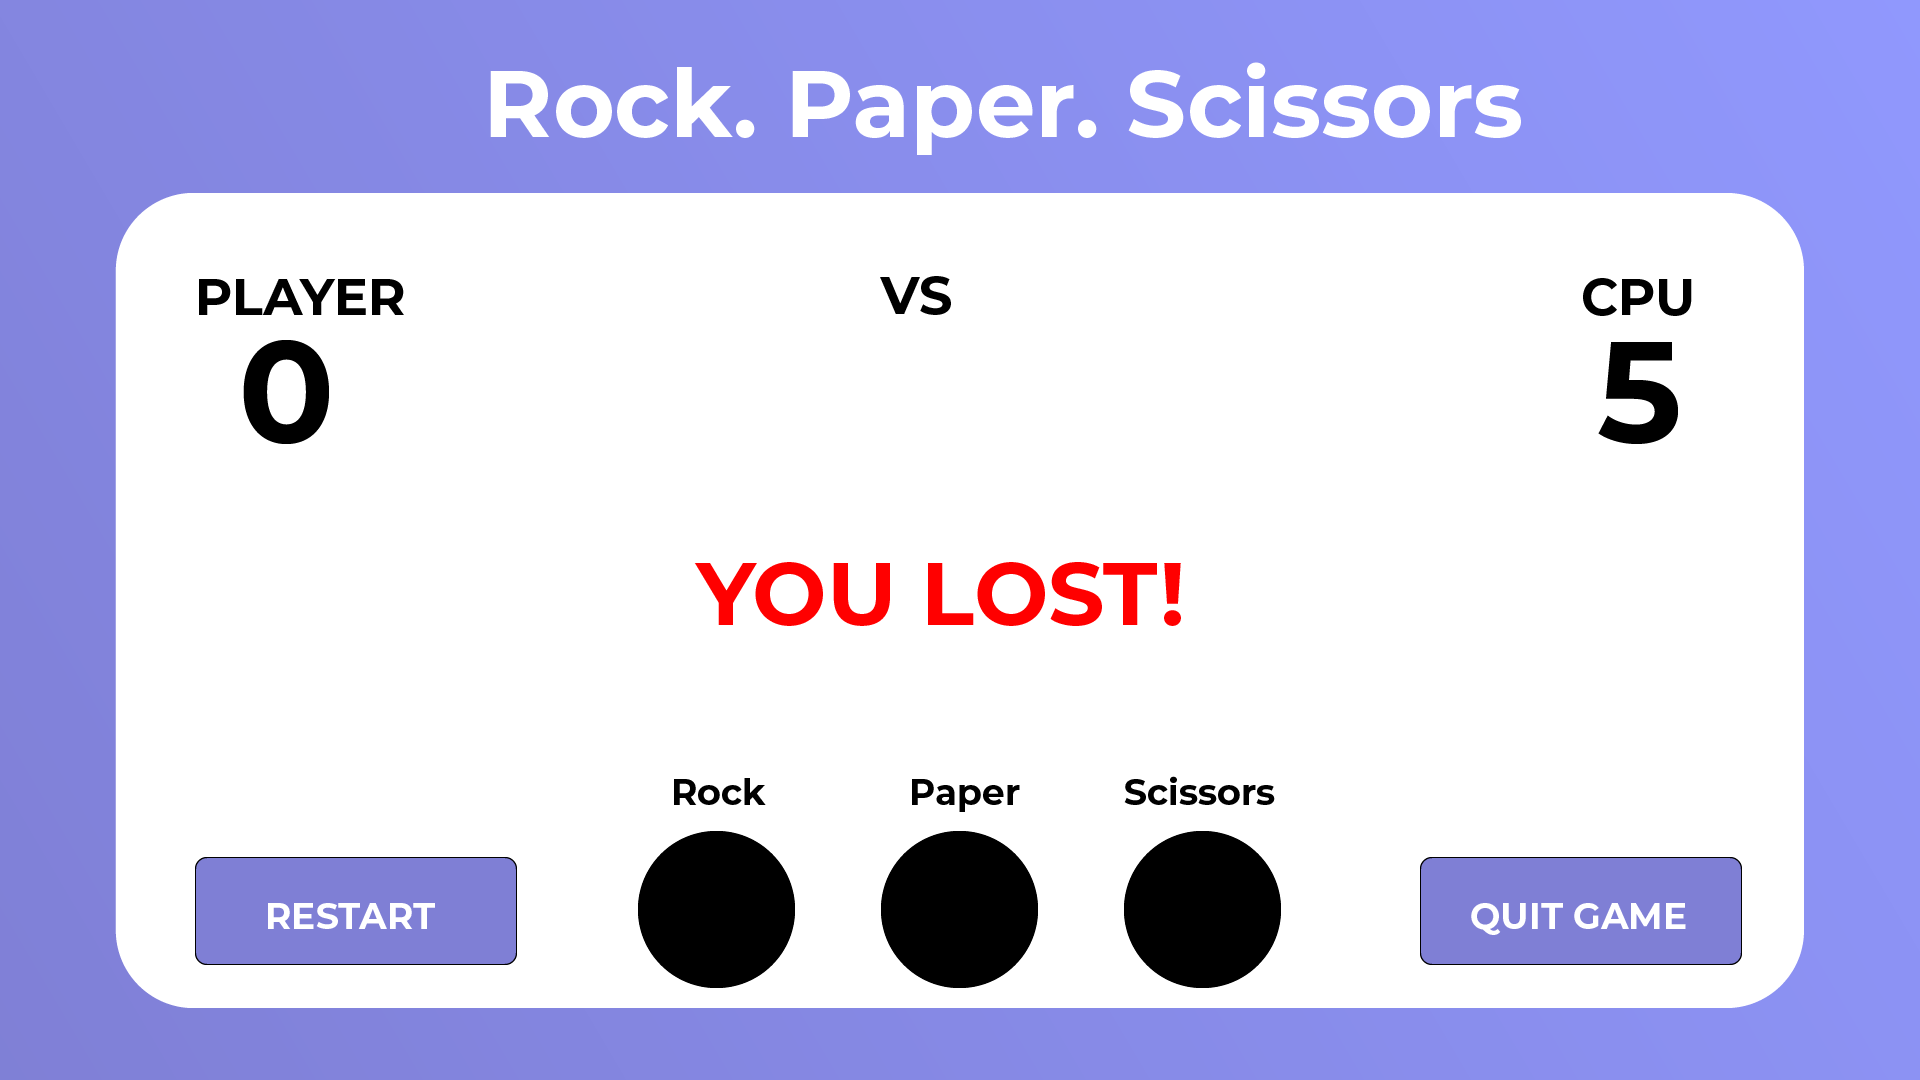 Rock. Paper. Scissors
PLAYER VS CPU
0 5
YOU LOST!
Rock Paper Scissors
RESTART QUIT GAME